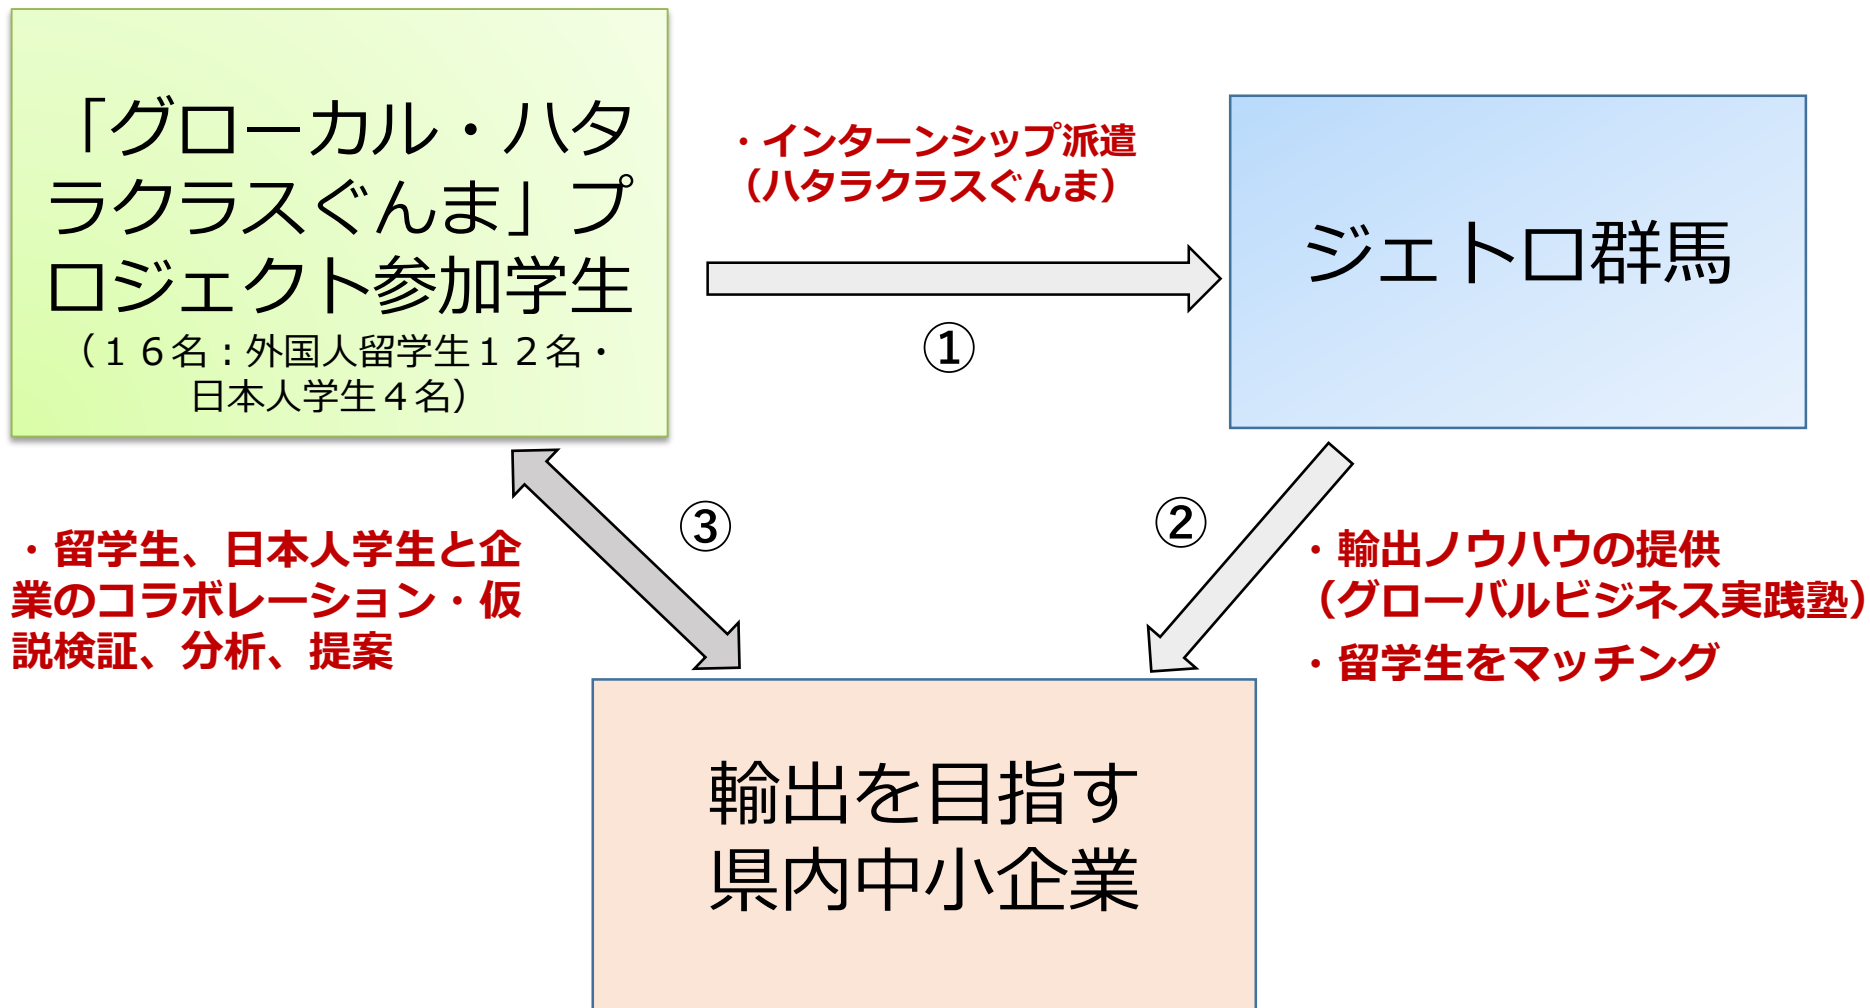 「グローカル・ハタ
ラクラスぐんま」プ
ロジェクト参加学生
（１６名：外国人留学生１２名・
日本人学生４名）
・インターンシップ派遣
（ハタラクラスぐんま）
①
ジェトロ群馬
③
・留学生、日本人学生と企
業のコラボレーション・仮
説検証、分析、提案
②
・輸出ノウハウの提供
（グローバルビジネス実践塾）
・留学生をマッチング
輸出を目指す
県内中小企業